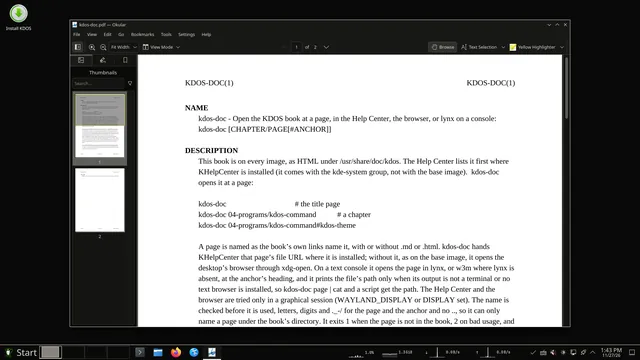 Install KDOS
kdos-doc.pdf — Okular
File View Edit Go Bookmarks Tools Settings Help
Fit Width View Mode 1 of 2 Browse Text Selection Yellow Highlighter
Thumbnails
Search...
1
2
KDOS-DOC(1) KDOS-DOC(1)
NAME
kdos-doc - Open the KDOS book at a page, in the Help Center, the browser, or lynx on a console:
kdos-doc [CHAPTER/PAGE[#ANCHOR]]
DESCRIPTION
This book is on every image, as HTML under /usr/share/doc/kdos. The Help Center lists it first where
KHelpCenter is installed (it comes with the kde-system group, not with the base image). kdos-doc
opens it at a page:
kdos-doc # the title page
kdos-doc 04-programs/kdos-command # a chapter
kdos-doc 04-programs/kdos-command#kdos-theme
A page is named as the book's own links name it, with or without .md or .html. kdos-doc hands
KHelpCenter that page's file URL where it is installed; without it, as on the base image, it opens the
desktop's browser through xdg-open. On a text console it opens the page in lynx, or w3m where lynx is
absent, at the anchor's heading, and it prints the file's path only when its output is not a terminal or no
text browser is installed, so kdos-doc page | cat and a script get the path. The Help Center and the
browser are tried only in a graphical session (WAYLAND_DISPLAY or DISPLAY set). The name is
checked before it is used, letters, digits and ._-/ for the page and the anchor and no .., so it can only
name a page under the book's directory. It exits 1 when the page is not in the book, 2 on bad usage, and
Start
1:43 PM
11/27/26